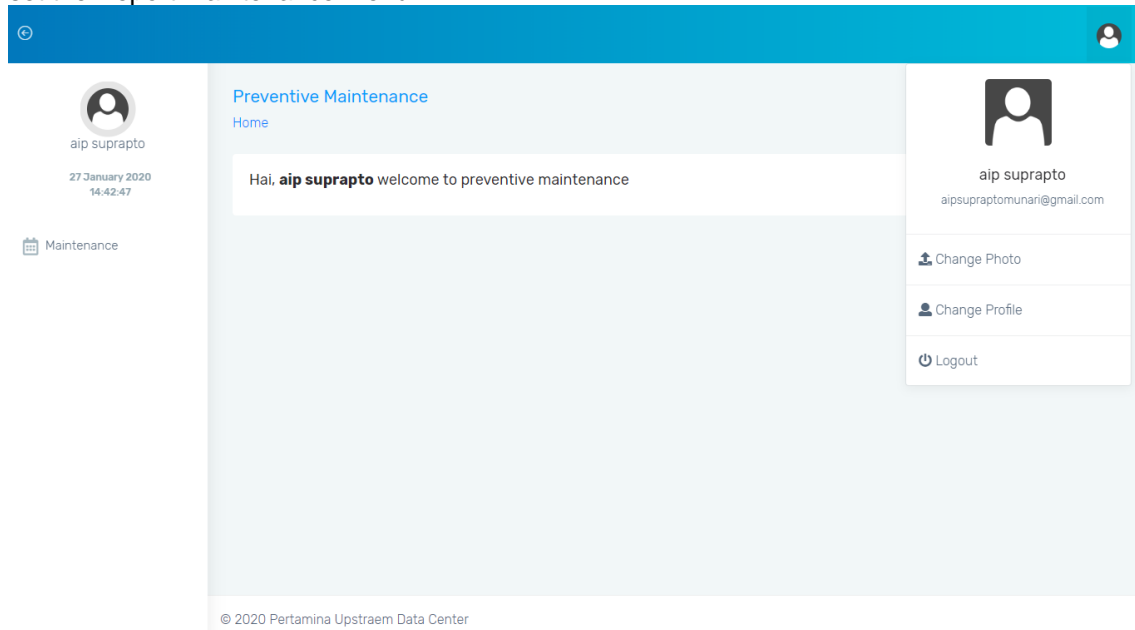 aip suprapto
27 January 2020
14:42:47
Maintenance
Preventive Maintenance
Home
Hai, aip suprapto welcome to preventive maintenance
aip suprapto
aipsupraptomunari@gmail.com
Change Photo
Change Profile
Logout
© 2020 Pertamina Upstraem Data Center